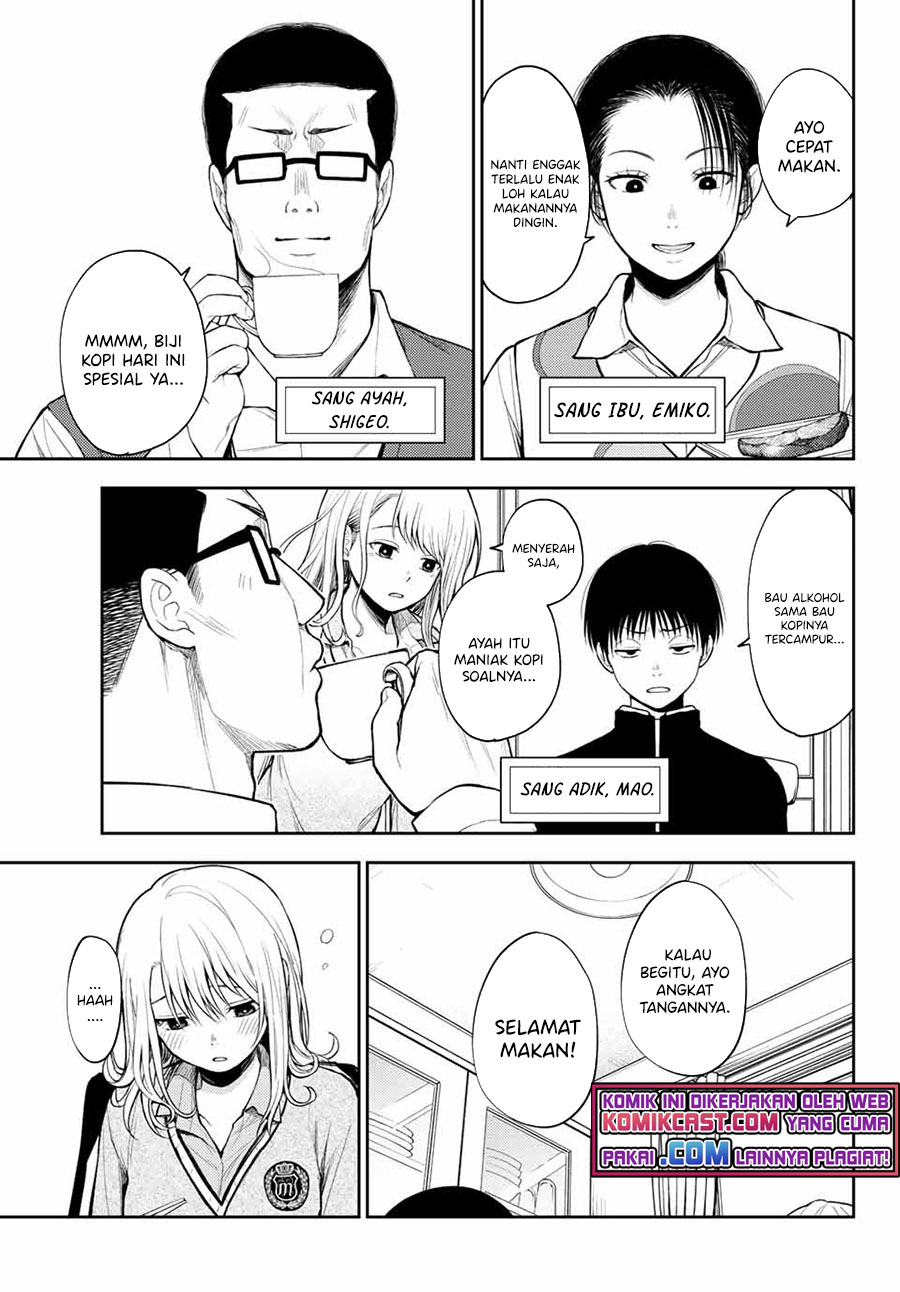 AYO
CEPAT
MAKAN.
NANTI ENGGAK
TERLALU ENAK
LOH KALAU
MAKANANNYA
DINGIN.
SANG IBU, EMIKO.
MMMM, BIJI
KOPI HARI INI
SPESIAL YA...
SANG AYAH,
SHIGEO.
BAU ALKOHOL
SAMA BAU
KOPINYA
TERCAMPUR...
SANG ADIK, MAO.
MENYERAH
SAJA,
AYAH ITU
MANIAK KOPI
SOALNYA...
KALAU
BEGITU, AYO
ANGKAT
TANGANNYA.
SELAMAT
MAKAN!
...
HAAH
....
m
KOMIK INI DIKERJAKAN OLEH WEB
KOMIKCAST.COM YANG CUMA
PAKAI .COM LAINNYA PLAGIAT!